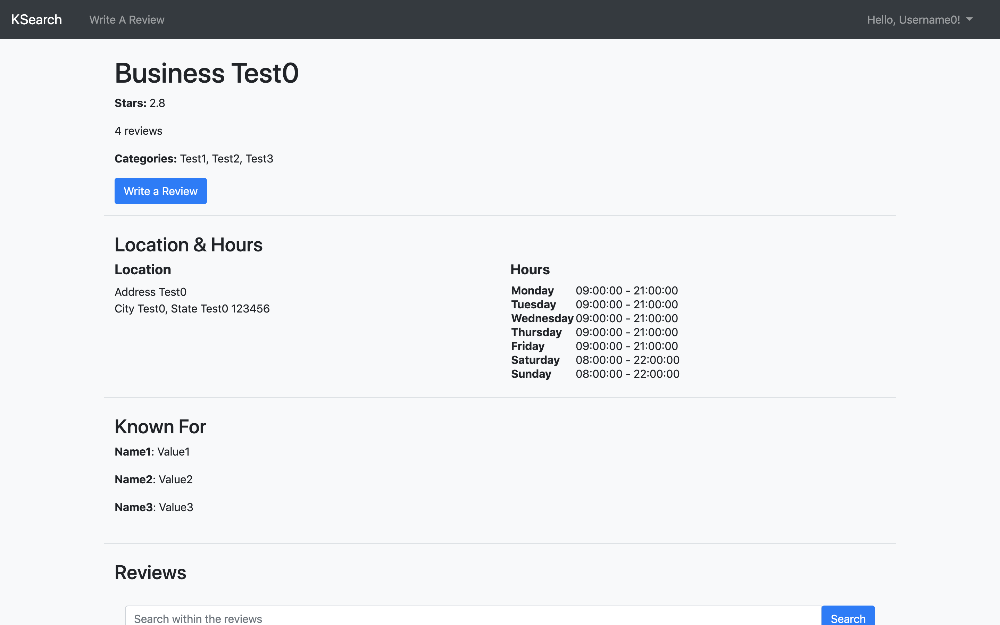 KSearch Write A Review Hello, Username0!
Business Test0
Stars: 2.8
4 reviews
Categories: Test1, Test2, Test3
Write a Review
Location & Hours
Location
Address Test0
City Test0, State Test0 123456
Hours
Monday 09:00:00 - 21:00:00
Tuesday 09:00:00 - 21:00:00
Wednesday 09:00:00 - 21:00:00
Thursday 09:00:00 - 21:00:00
Friday 09:00:00 - 21:00:00
Saturday 08:00:00 - 22:00:00
Sunday 08:00:00 - 22:00:00
Known For
Name1: Value1
Name2: Value2
Name3: Value3
Reviews
Search within the reviews Search